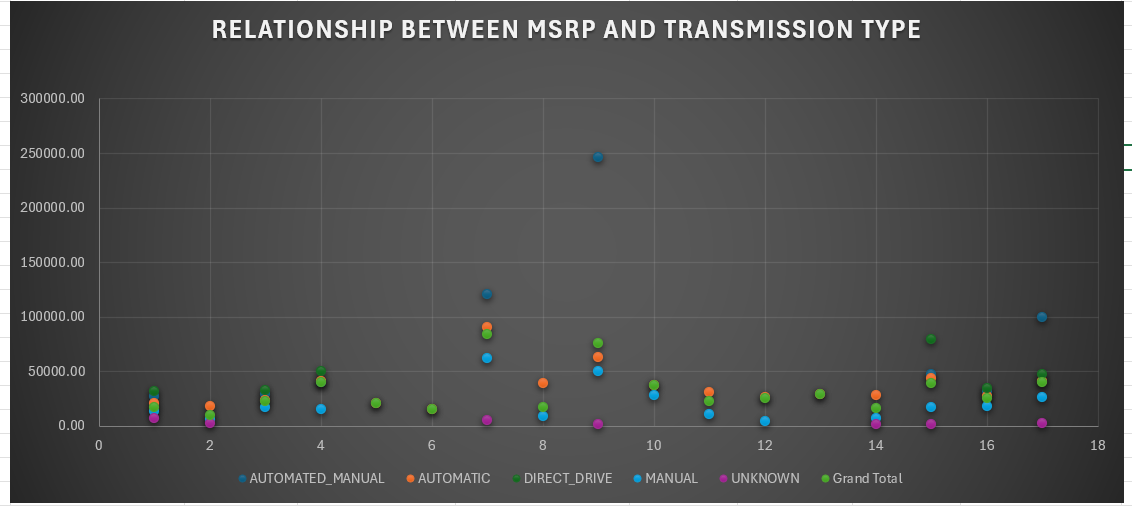 RELATIONSHIP BETWEEN MSRP AND TRANSMISSION TYPE
300000.00
250000.00
200000.00
150000.00
100000.00
50000.00
0.00
0 2 4 6 8 10 12 14 16 18
AUTOMATED_MANUAL AUTOMATIC DIRECT_DRIVE MANUAL UNKNOWN Grand Total